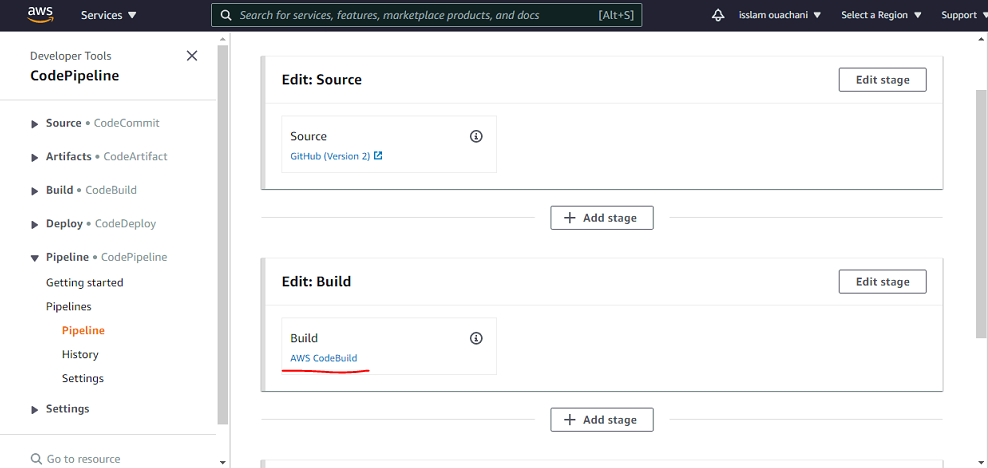 aws Services Search for services, features, marketplace products, and docs [Alt+S] isslam ouachani Select a Region Support
Developer Tools
CodePipeline
Source • CodeCommit
Artifacts • CodeArtifact
Build • CodeBuild
Deploy • CodeDeploy
Pipeline • CodePipeline
Getting started
Pipelines
Pipeline
History
Settings
Settings
Go to resource
Edit: Source
Edit stage
Source
GitHub (Version 2)
+ Add stage
Edit: Build
Edit stage
Build
AWS CodeBuild
+ Add stage